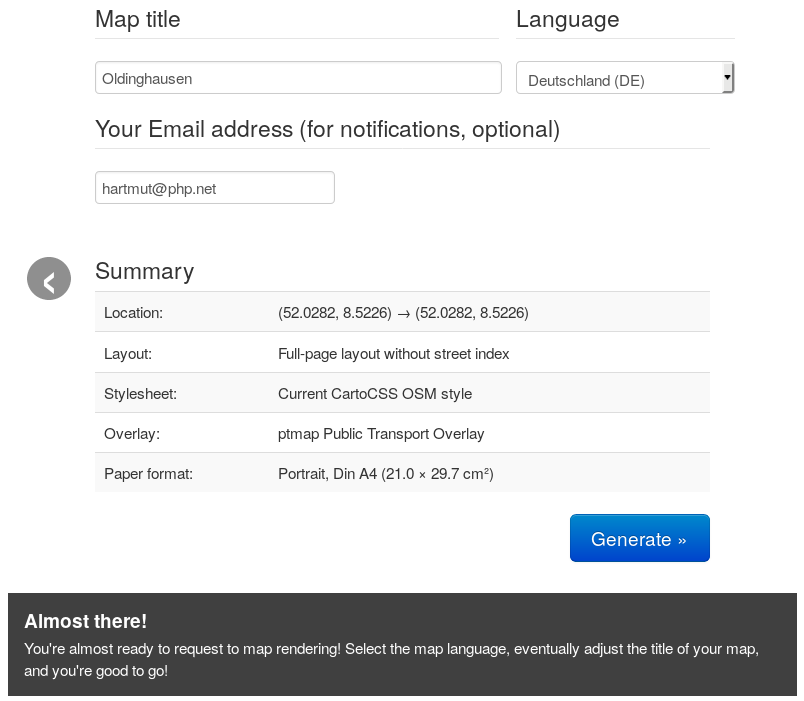 Map title
Language
Oldinghausen
Deutschland (DE)
Your Email address (for notifications, optional)
hartmut@php.net
Summary
Location: (52.0282, 8.5226) → (52.0282, 8.5226)
Layout: Full-page layout without street index
Stylesheet: Current CartoCSS OSM style
Overlay: ptmap Public Transport Overlay
Paper format: Portrait, Din A4 (21.0 × 29.7 cm²)
Generate »
Almost there!
You're almost ready to request to map rendering! Select the map language, eventually adjust the title of your map,
and you're good to go!